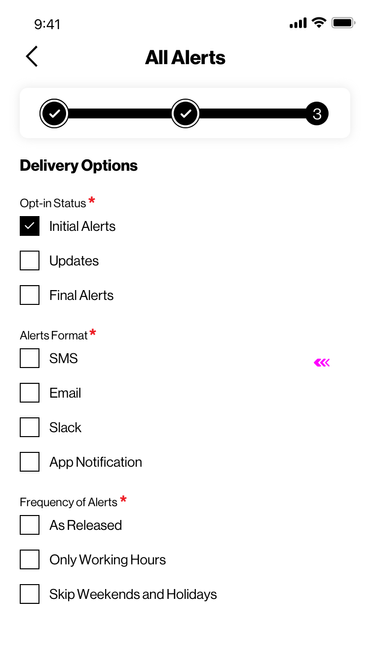 9:41
All Alerts
3
Delivery Options
Opt-in Status *
Initial Alerts
Updates
Final Alerts
Alerts Format *
SMS
Email
Slack
App Notification
Frequency of Alerts *
As Released
Only Working Hours
Skip Weekends and Holidays